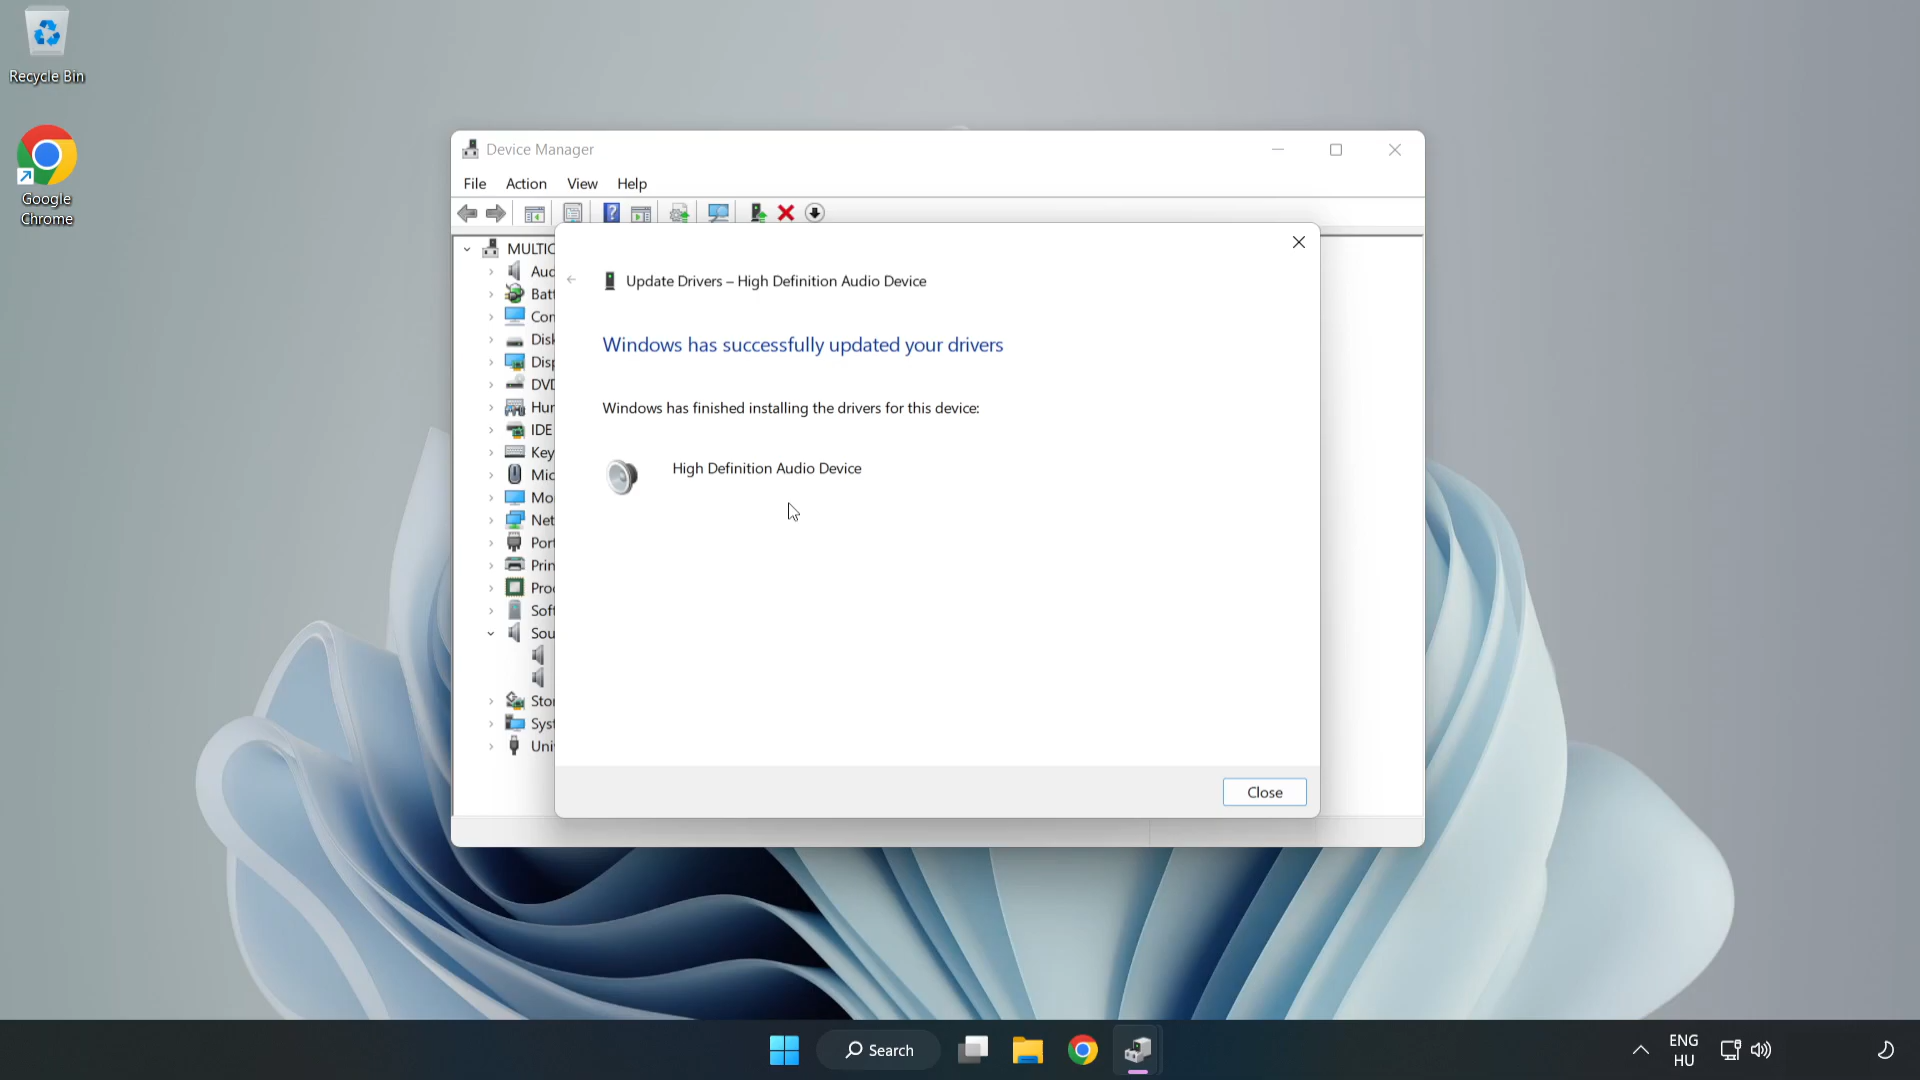 Recycle Bin
Google
Chrome
Device Manager
File Action View Help
Update Drivers – High Definition Audio Device
Windows has successfully updated your drivers
Windows has finished installing the drivers for this device:
High Definition Audio Device
Close
MULTIC
Aud
Batt
Con
Disk
Disp
DVD
Hur
IDE
Key
Mic
Mor
Net
Port
Prin
Proc
Soft
Sou
Stor
Syst
Uni
Search
ENG
HU